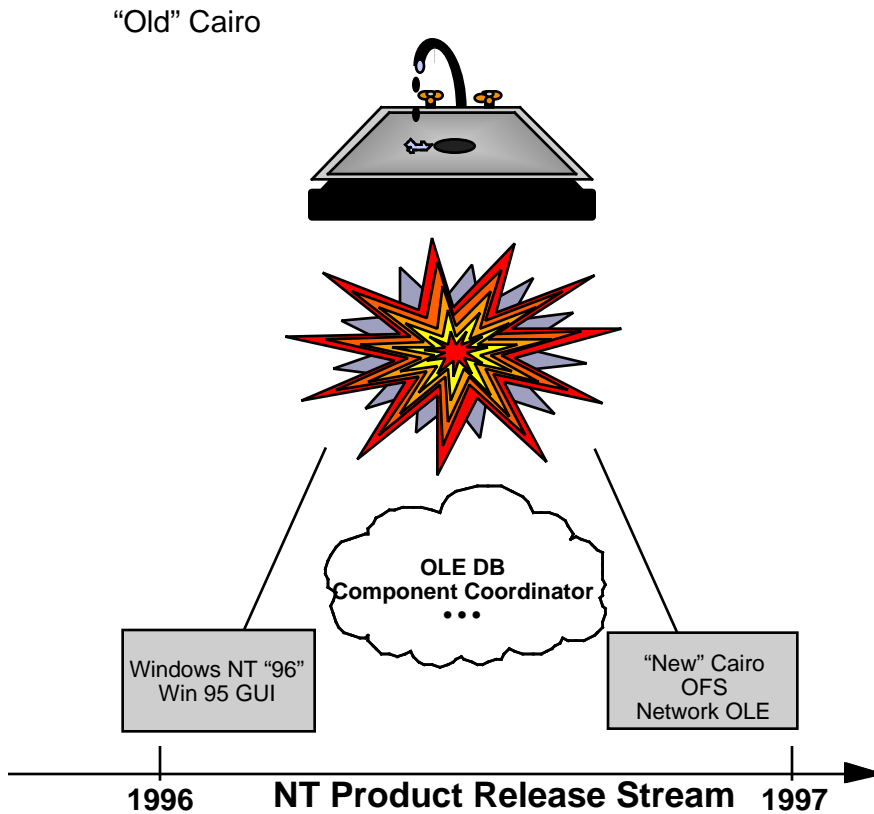 “Old” Cairo
OLE DB
Component Coordinator
•••
Windows NT “96”
Win 95 GUI
“New” Cairo
OFS
Network OLE
1996
NT Product Release Stream
1997